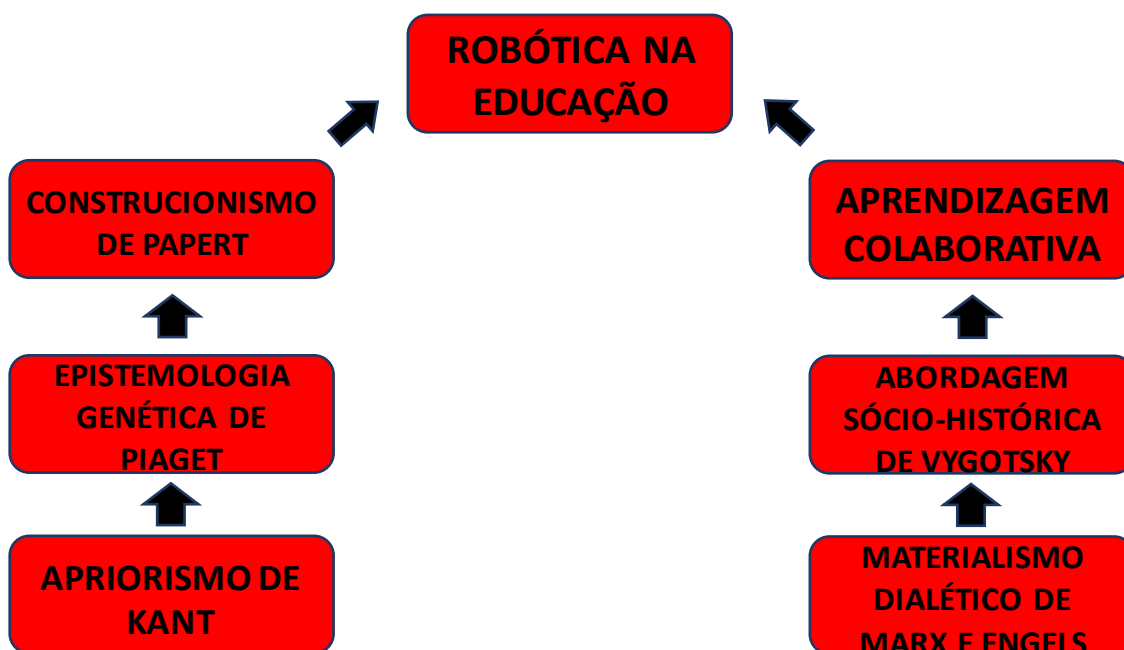 ROBÓTICA NA
EDUCAÇÃO
CONSTRUCIONISMO
DE PAPERT
APRENDIZAGEM
COLABORATIVA
EPISTEMOLOGIA
GENÉTICA DE
PIAGET
ABORDAGEM
SÓCIO-HISTÓRICA
DE VYGOTSKY
APRIORISMO DE
KANT
MATERIALISMO
DIALÉTICO DE
MARX E ENGELS